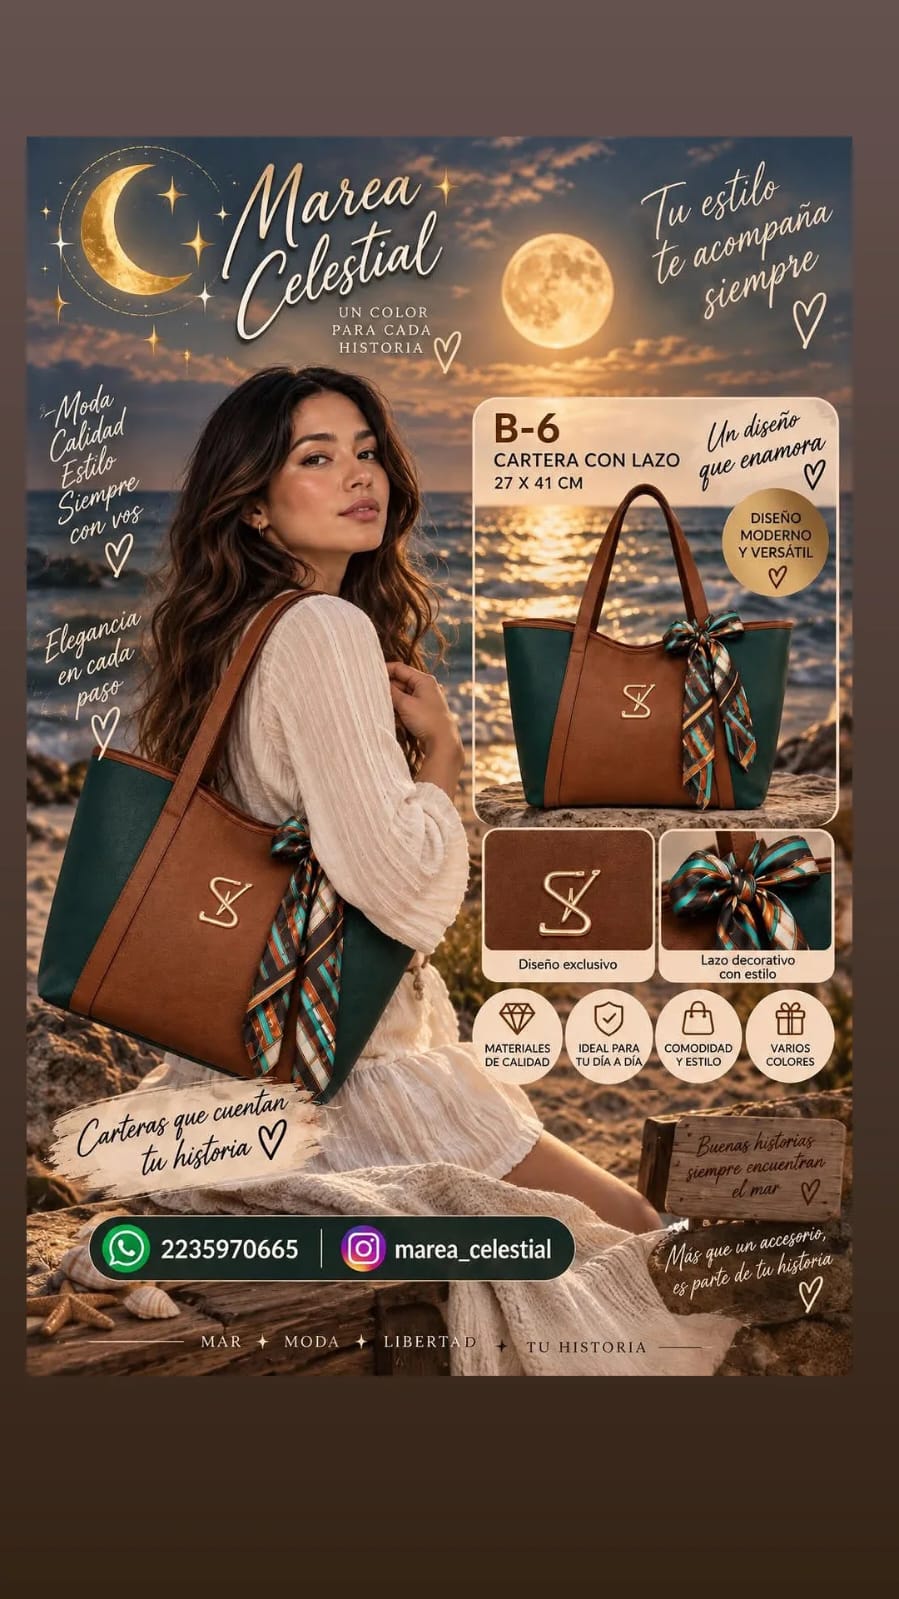 Marea
Celestial
UN COLOR
PARA CADA
HISTORIA
Tu estilo
te acompaña
siempre
Moda
Calidad
Estilo
Siempre
con vos
Elegancia
en cada
paso
B-6
CARTERA CON LAZO
27 X 41 CM
Un diseño
que enamora
DISEÑO
MODERNO
Y VERSÁTIL
Diseño exclusivo
Lazo decorativo
con estilo
MATERIALES
DE CALIDAD
IDEAL PARA
TU DÍA A DÍA
COMODIDAD
Y ESTILO
VARIOS
COLORES
Carteras que cuentan
tu historia
Buenas historias
siempre encuentran
el mar
2235970665 | marea_celestial
Más que un accesorio,
es parte de tu historia
MAR ✦ MODA ✦ LIBERTAD ✦ TU HISTORIA